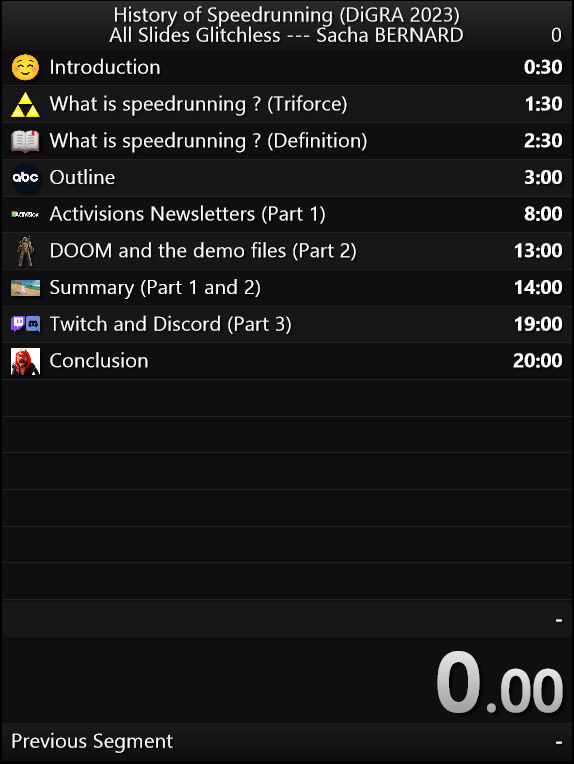 History of Speedrunning (DiGRA 2023)
All Slides Glitchless --- Sacha BERNARD 0
Introduction 0:30
What is speedrunning ? (Triforce) 1:30
What is speedrunning ? (Definition) 2:30
abc Outline 3:00
ACTIVISION Activisions Newsletters (Part 1) 8:00
DOOM and the demo files (Part 2) 13:00
Summary (Part 1 and 2) 14:00
Twitch and Discord (Part 3) 19:00
Conclusion 20:00
-
0.00
Previous Segment -